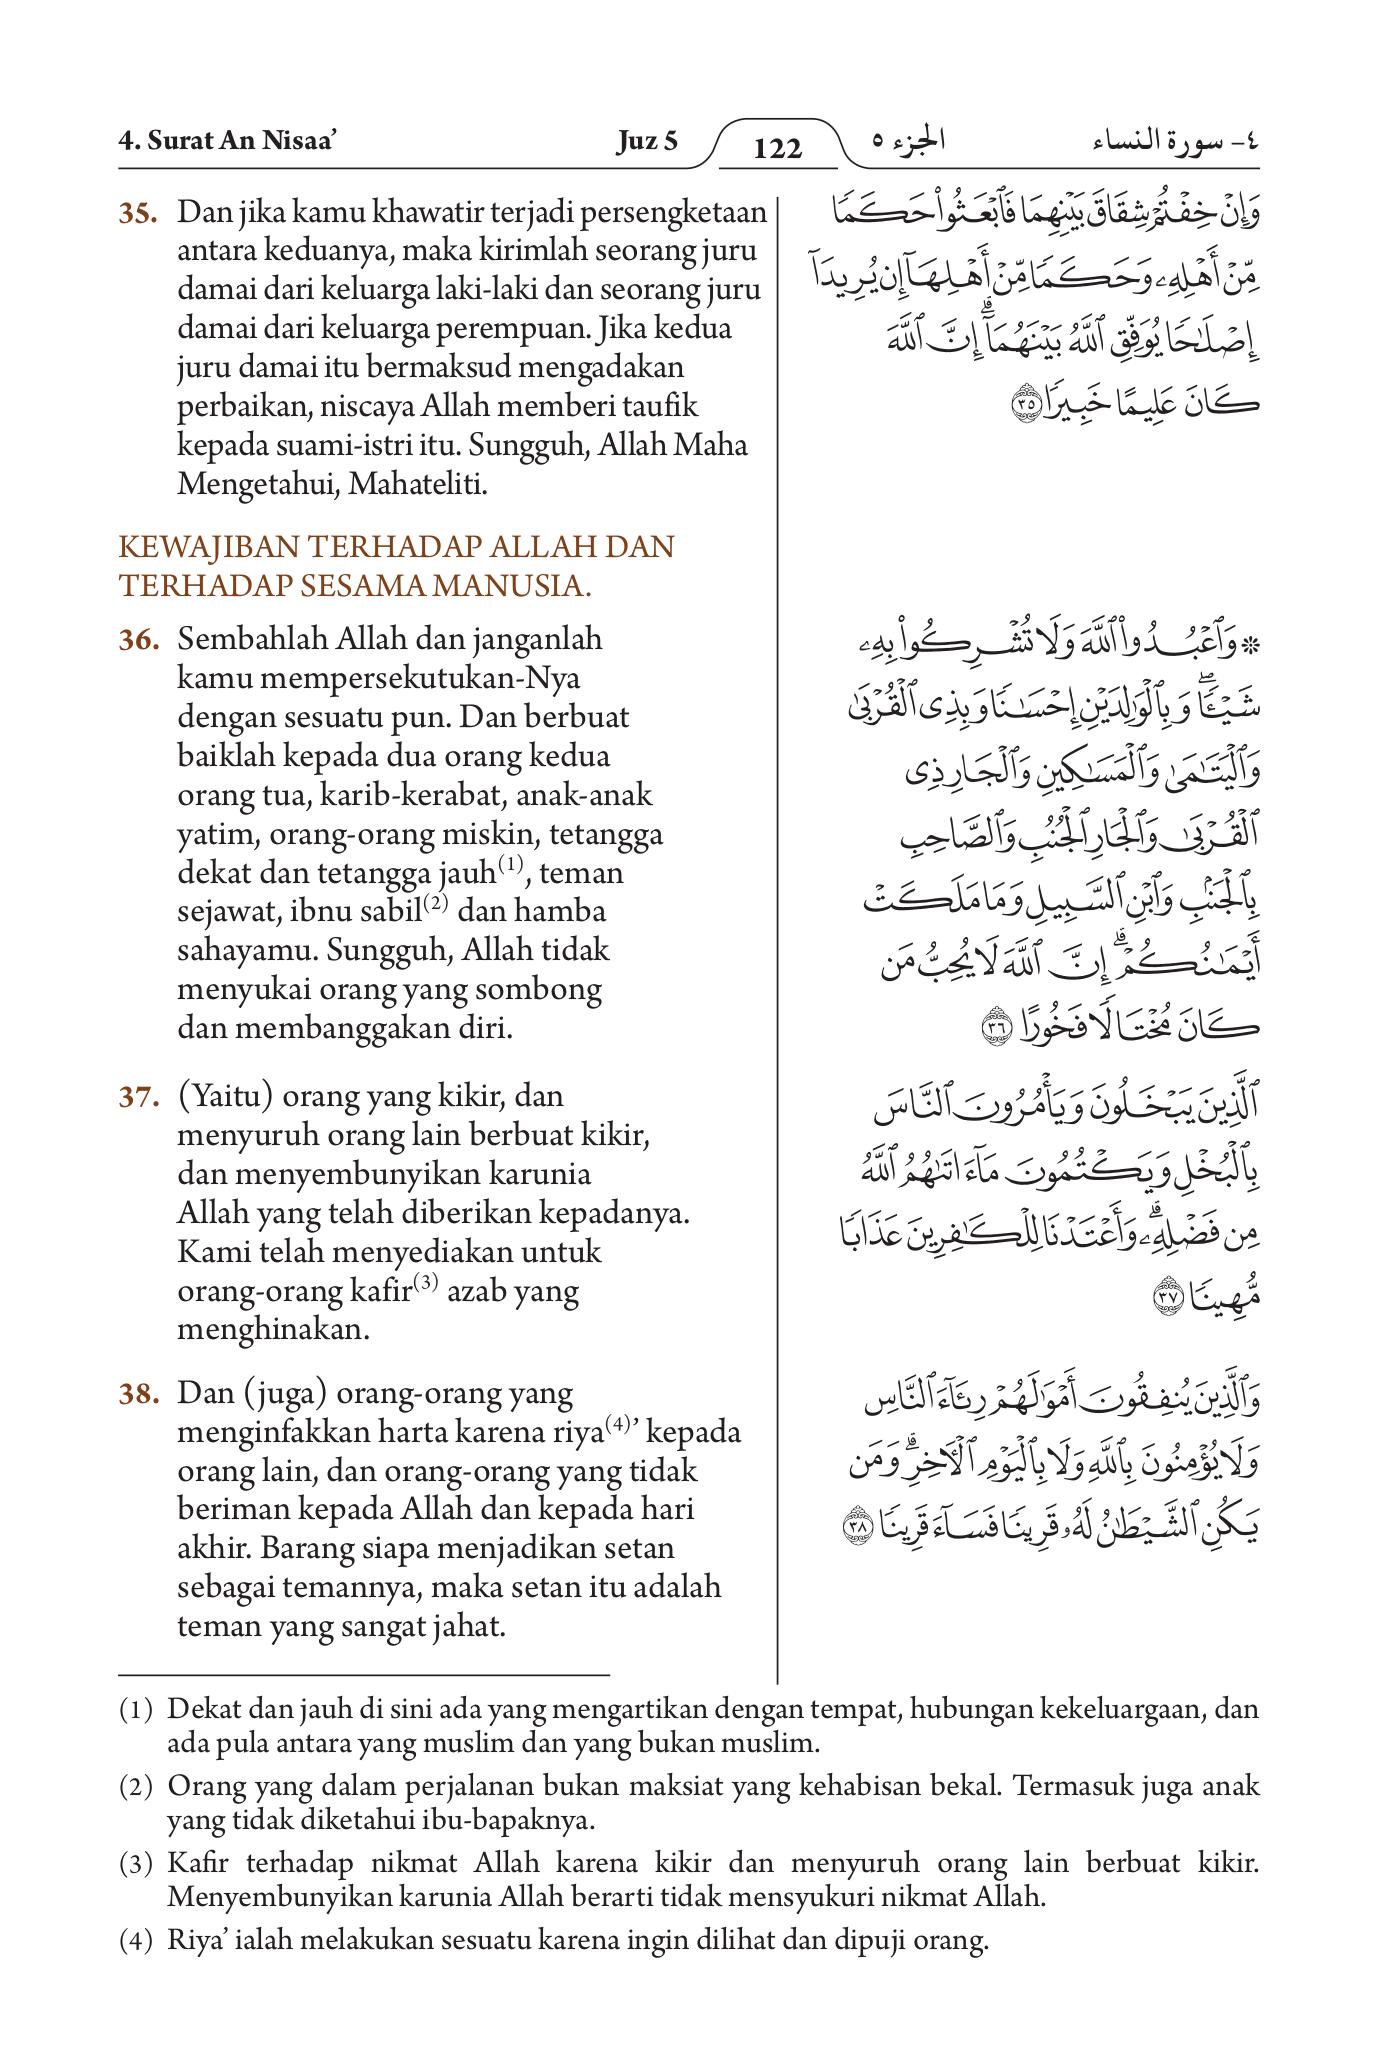 4. Surat An Nisaa’ Juz 5 122 الجزء ٥ ٤- سورة النساء
35. Dan jika kamu khawatir terjadi persengketaan
antara keduanya, maka kirimlah seorang juru
damai dari keluarga laki-laki dan seorang juru
damai dari keluarga perempuan. Jika kedua
juru damai itu bermaksud mengadakan
perbaikan, niscaya Allah memberi taufik
kepada suami-istri itu. Sungguh, Allah Maha
Mengetahui, Mahateliti.
KEWAJIBAN TERHADAP ALLAH DAN
TERHADAP SESAMA MANUSIA.
36. Sembahlah Allah dan janganlah
kamu mempersekutukan-Nya
dengan sesuatu pun. Dan berbuat
baiklah kepada dua orang kedua
orang tua, karib-kerabat, anak-anak
yatim, orang-orang miskin, tetangga
dekat dan tetangga jauh(1), teman
sejawat, ibnu sabil(2) dan hamba
sahayamu. Sungguh, Allah tidak
menyukai orang yang sombong
dan membanggakan diri.
37. (Yaitu) orang yang kikir, dan
menyuruh orang lain berbuat kikir,
dan menyembunyikan karunia
Allah yang telah diberikan kepadanya.
Kami telah menyediakan untuk
orang-orang kafir(3) azab yang
menghinakan.
38. Dan (juga) orang-orang yang
menginfakkan harta karena riya(4)’ kepada
orang lain, dan orang-orang yang tidak
beriman kepada Allah dan kepada hari
akhir. Barang siapa menjadikan setan
sebagai temannya, maka setan itu adalah
teman yang sangat jahat.
وَإِنْ خِفْتُمْ شِقَاقَ بَيْنِهِمَا فَٱبْعَثُوا۟ حَكَمًا
مِّنْ أَهْلِهِۦ وَحَكَمًا مِّنْ أَهْلِهَآ إِن يُرِيدَآ
إِصْلَٰحًا يُوَفِّقِ ٱللَّهُ بَيْنَهُمَآ ۗ إِنَّ ٱللَّهَ
كَانَ عَلِيمًا خَبِيرًا ٣٥
۞ وَٱعْبُدُوا۟ ٱللَّهَ وَلَا تُشْرِكُوا۟ بِهِۦ
شَيْـًٔا ۖ وَبِٱلْوَٰلِدَيْنِ إِحْسَٰنًا وَبِذِى ٱلْقُرْبَىٰ
وَٱلْيَتَٰمَىٰ وَٱلْمَسَٰكِينِ وَٱلْجَارِ ذِى
ٱلْقُرْبَىٰ وَٱلْجَارِ ٱلْجُنُبِ وَٱلصَّاحِبِ
بِٱلْجَنۢبِ وَٱبْنِ ٱلسَّبِيلِ وَمَا مَلَكَتْ
أَيْمَٰنُكُمْ ۗ إِنَّ ٱللَّهَ لَا يُحِبُّ مَن
كَانَ مُخْتَالًا فَخُورًا ٣٦
ٱلَّذِينَ يَبْخَلُونَ وَيَأْمُرُونَ ٱلنَّاسَ
بِٱلْبُخْلِ وَيَكْتُمُونَ مَآ ءَاتَىٰهُمُ ٱللَّهُ
مِن فَضْلِهِۦ ۗ وَأَعْتَدْنَا لِلْكَٰفِرِينَ عَذَابًا
مُّهِينًا ٣٧
وَٱلَّذِينَ يُنفِقُونَ أَمْوَٰلَهُمْ رِئَآءَ ٱلنَّاسِ
وَلَا يُؤْمِنُونَ بِٱللَّهِ وَلَا بِٱلْيَوْمِ ٱلْـَٔاخِرِ ۗ وَمَن
يَكُنِ ٱلشَّيْطَٰنُ لَهُۥ قَرِينًا فَسَآءَ قَرِينًا ٣٨
(1) Dekat dan jauh di sini ada yang mengartikan dengan tempat, hubungan kekeluargaan, dan
ada pula antara yang muslim dan yang bukan muslim.
(2) Orang yang dalam perjalanan bukan maksiat yang kehabisan bekal. Termasuk juga anak
yang tidak diketahui ibu-bapaknya.
(3) Kafir terhadap nikmat Allah karena kikir dan menyuruh orang lain berbuat kikir.
Menyembunyikan karunia Allah berarti tidak mensyukuri nikmat Allah.
(4) Riya’ ialah melakukan sesuatu karena ingin dilihat dan dipuji orang.